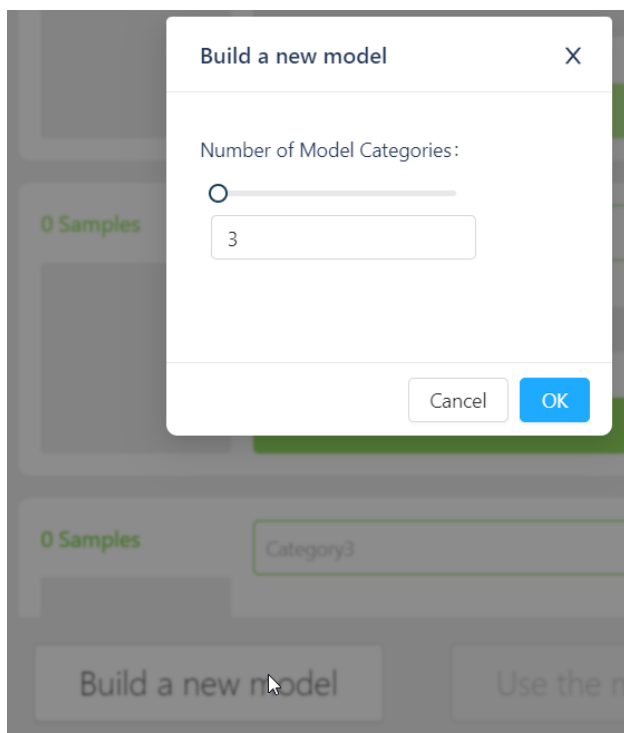 Build a new model
X
Number of Model Categories:
3
Cancel
OK
0 Samples
0 Samples
Category3
Build a new model
Use the